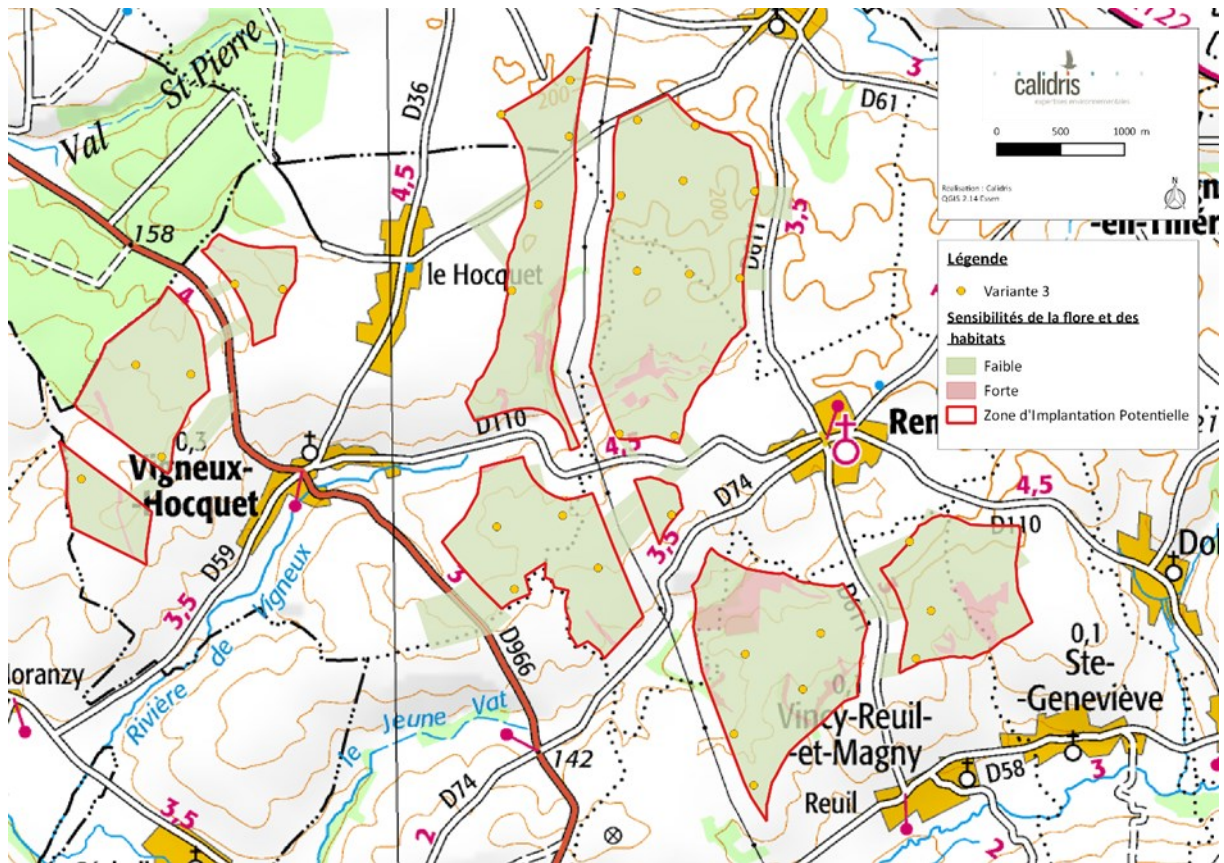 Val
St-Pierre
D36
4,5
200
D61
3
calidris
expertises environnementales
0 500 1000 m
Réalisation : Calidris
QGIS 2.14 Essen
N
-en-Thiér
158
4
le Hocquet
200
3,5
D611
Légende
Variante 3
Sensibilités de la flore et des
habitats
Faible
Forte
Zone d'Implantation Potentielle
D110
4,5
Ren
0,3
Vigneux-
-Hocquet
D74
4,5
D110
D59
3,5
3
3,5
Dol
Rivière de Vigneux
D966
0,1
Ste-
-Geneviève
loranzy
le Jeune Vat
142
Vincy-Reuil-
-et-Magny
D58
3
Reuil
D74
3,5
2
2